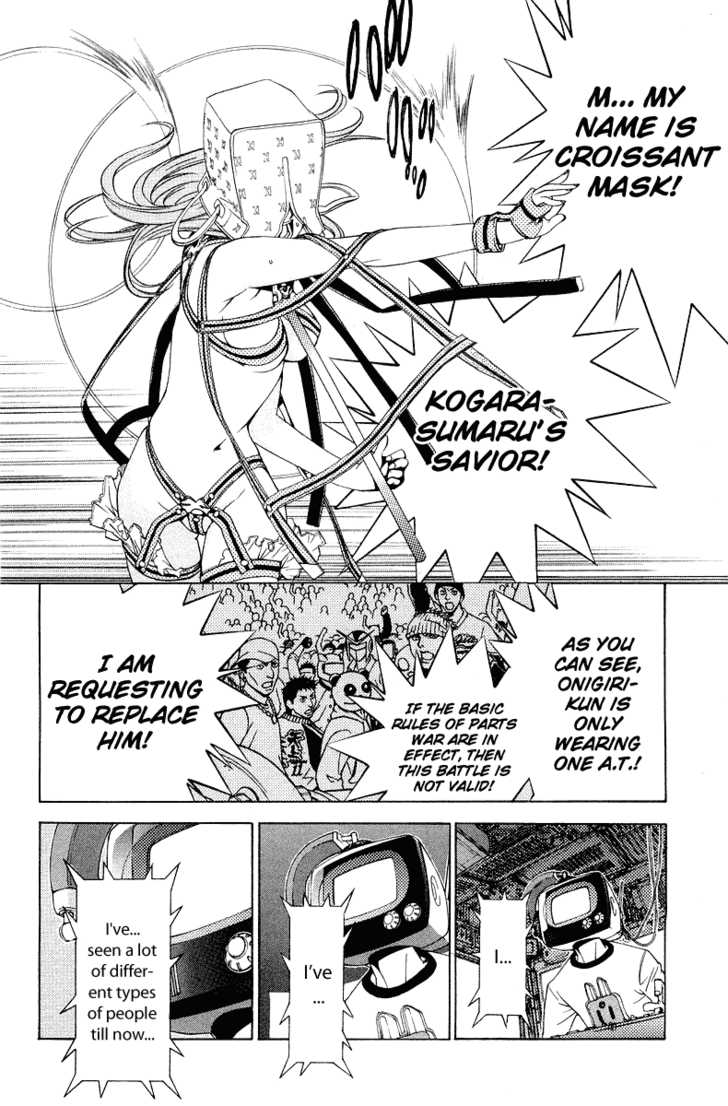 M... MY
NAME IS
CROISSANT
MASK!
KOGARA-
SUMARU'S
SAVIOR!
AS YOU
CAN SEE,
ONIGIRI-
KUN IS
ONLY
WEARING
ONE A.T.!
IF THE BASIC
RULES OF PARTS
WAR ARE IN
EFFECT, THEN
THIS BATTLE IS
NOT VALID!
I AM
REQUESTING
TO REPLACE
HIM!
I...
I've
...
I've...
seen a lot
of differ-
ent types
of people
till now...